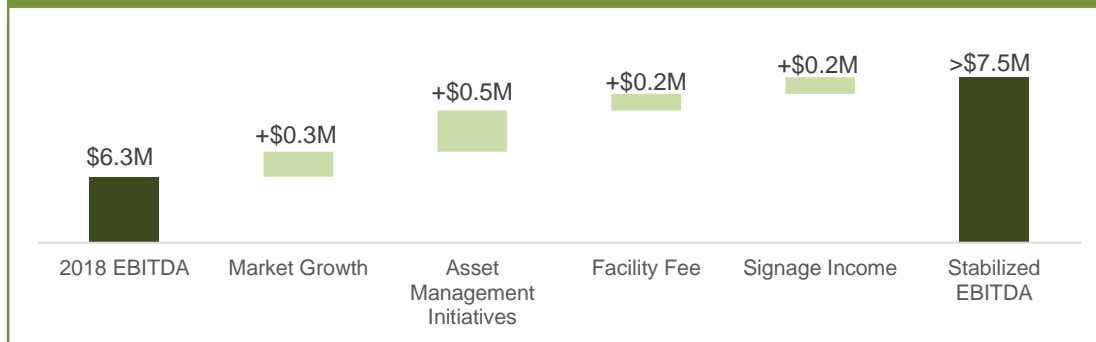 $6.3M
+$0.3M
+$0.5M
+$0.2M
+$0.2M
>$7.5M
2018 EBITDA
Market Growth
Asset
Management
Initiatives
Facility Fee
Signage Income
Stabilized
EBITDA